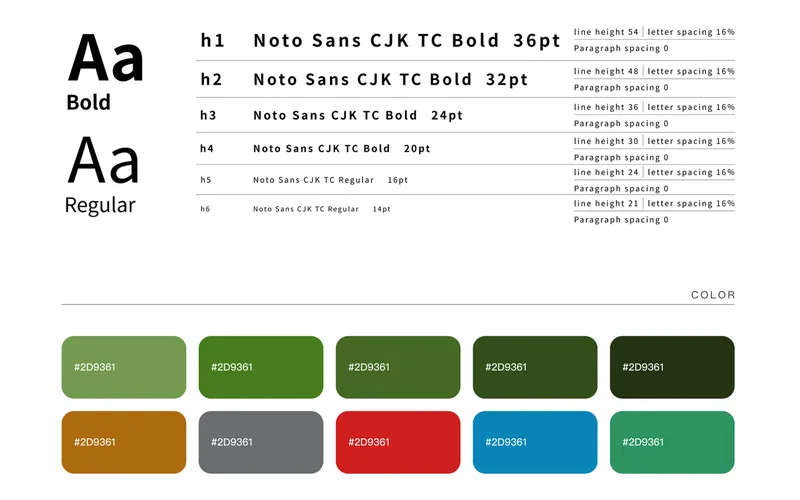 Aa
Bold
Aa
Regular
h1 Noto Sans CJK TC Bold 36pt line height 54 | letter spacing 16%
Paragraph spacing 0
h2 Noto Sans CJK TC Bold 32pt line height 48 | letter spacing 16%
Paragraph spacing 0
h3 Noto Sans CJK TC Bold 24pt line height 36 | letter spacing 16%
Paragraph spacing 0
h4 Noto Sans CJK TC Bold 20pt line height 30 | letter spacing 16%
Paragraph spacing 0
h5 Noto Sans CJK TC Regular 16pt line height 24 | letter spacing 16%
Paragraph spacing 0
h6 Noto Sans CJK TC Regular 14pt line height 21 | letter spacing 16%
Paragraph spacing 0
COLOR
#2D9361 #2D9361 #2D9361 #2D9361 #2D9361
#2D9361 #2D9361 #2D9361 #2D9361 #2D9361